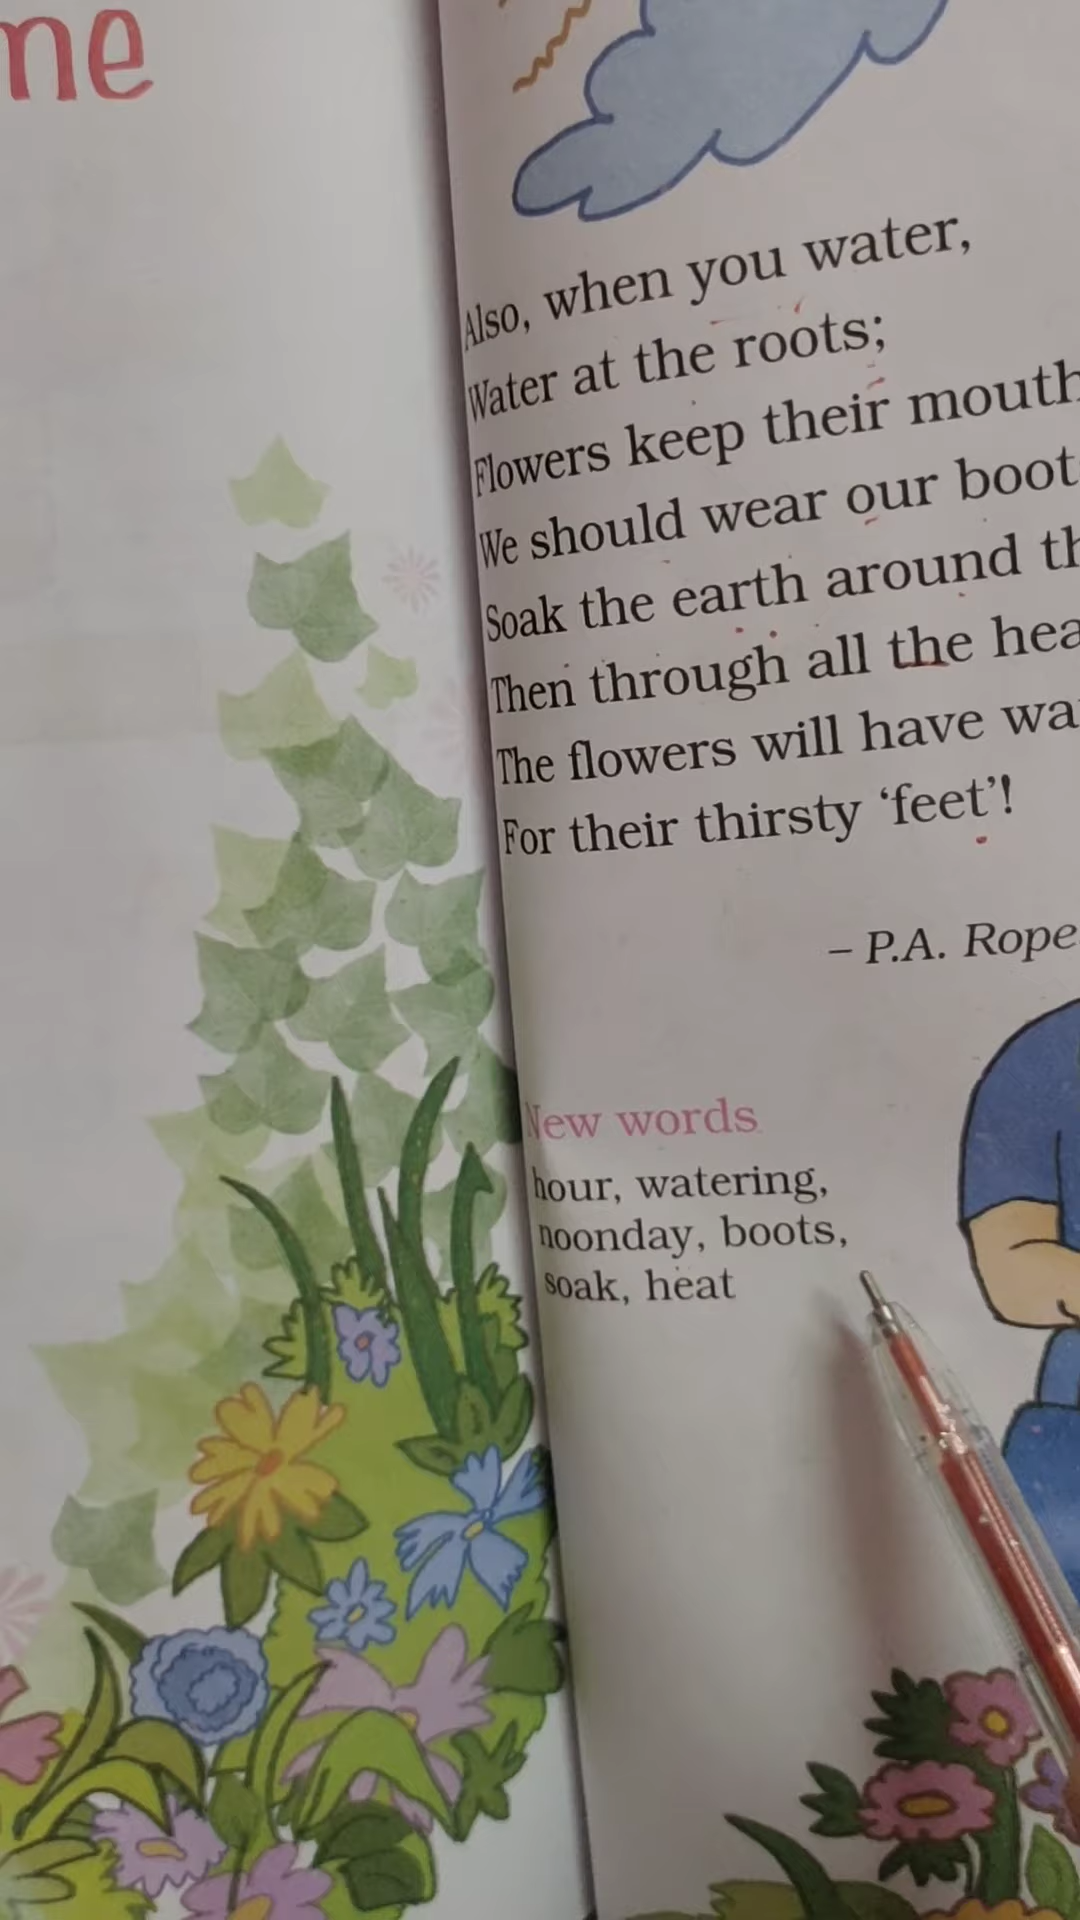 ne
Also, when you water,
Water at the roots;
Flowers keep their mouth
We should wear our boot
Soak the earth around th
Then through all the hea
The flowers will have wa
For their thirsty ‘feet’!
– P.A. Rope
New words
hour, watering,
noonday, boots,
soak, heat